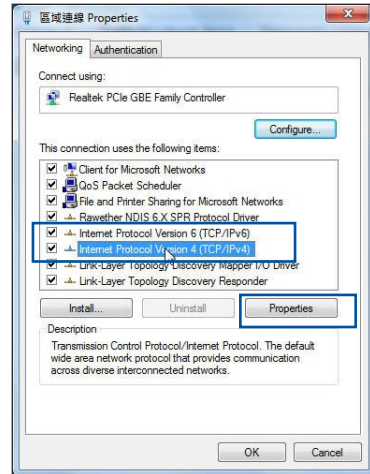 區域連線 Properties
Networking Authentication
Connect using:
Realtek PCIe GBE Family Controller
Configure...
This connection uses the following items:
Client for Microsoft Networks
QoS Packet Scheduler
File and Printer Sharing for Microsoft Networks
Rawether NDIS 6.X SPR Protocol Driver
Internet Protocol Version 6 (TCP/IPv6)
Internet Protocol Version 4 (TCP/IPv4)
Link-Layer Topology Discovery Mapper I/O Driver
Link-Layer Topology Discovery Responder
Install... Uninstall Properties
Description
Transmission Control Protocol/Internet Protocol. The default
wide area network protocol that provides communication
across diverse interconnected networks.
OK Cancel